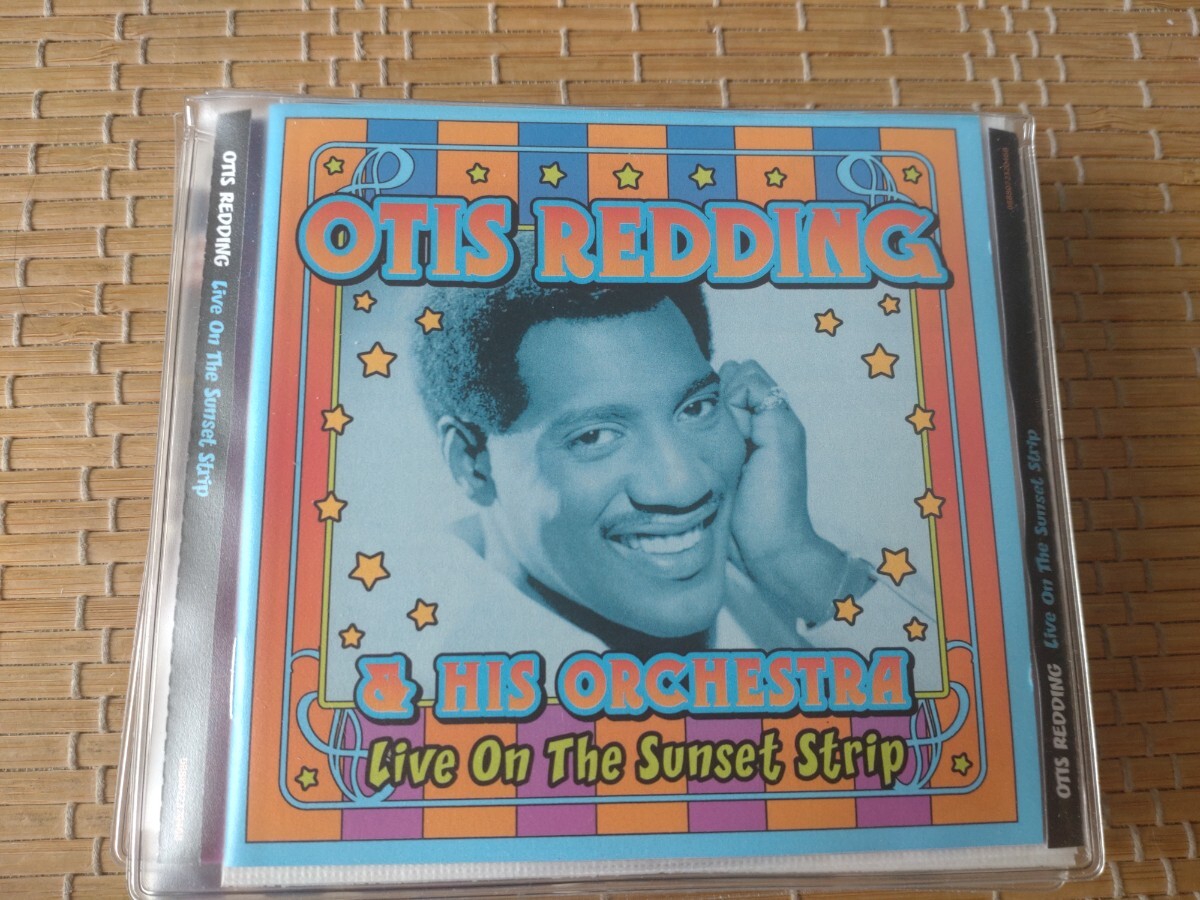 OTIS REDDING
& HIS ORCHESTRA
Live On The Sunset Strip
OTIS REDDING Live On The Sunset Strip
OTIS REDDING Live On The Sunset Strip